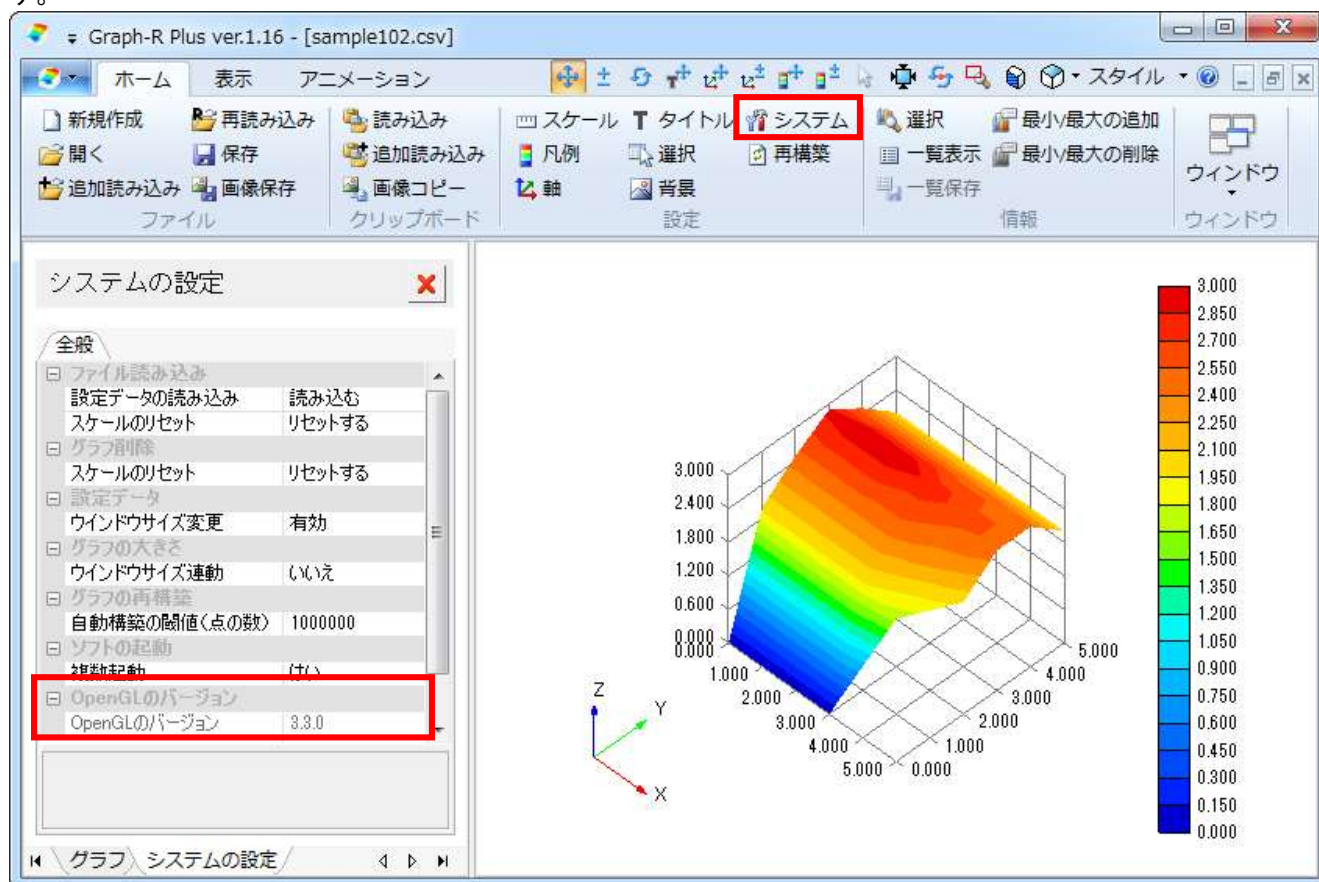 す。
Graph-R Plus ver.1.16 - [sample102.csv]
ホーム 表示 アニメーション スタイル
新規作成 再読み込み 読み込み スケール タイトル システム 選択 最小/最大の追加
開く 保存 追加読み込み 凡例 選択 再構築 一覧表示 最小/最大の削除
追加読み込み 画像保存 画像コピー 軸 背景 一覧保存 ウィンドウ
ファイル クリップボード 設定 情報 ウィンドウ
システムの設定
全般
ファイル読み込み
設定データの読み込み 読み込む
スケールのリセット リセットする
グラフ削除
スケールのリセット リセットする
設定データ
ウインドウサイズ変更 有効
グラフの大きさ
ウインドウサイズ連動 いいえ
グラフの再構築
自動構築の閾値(点の数) 1000000
ソフトの起動
複数起動 はい
OpenGLのバージョン
OpenGLのバージョン 3.3.0
グラフ システムの設定
3.000
2.400
1.800
1.200
0.600
0.000
0.000
1.000
2.000
3.000
4.000
5.000
0.000
1.000
2.000
3.000
4.000
5.000
Z
Y
X
3.000
2.850
2.700
2.550
2.400
2.250
2.100
1.950
1.800
1.650
1.500
1.350
1.200
1.050
0.900
0.750
0.600
0.450
0.300
0.150
0.000